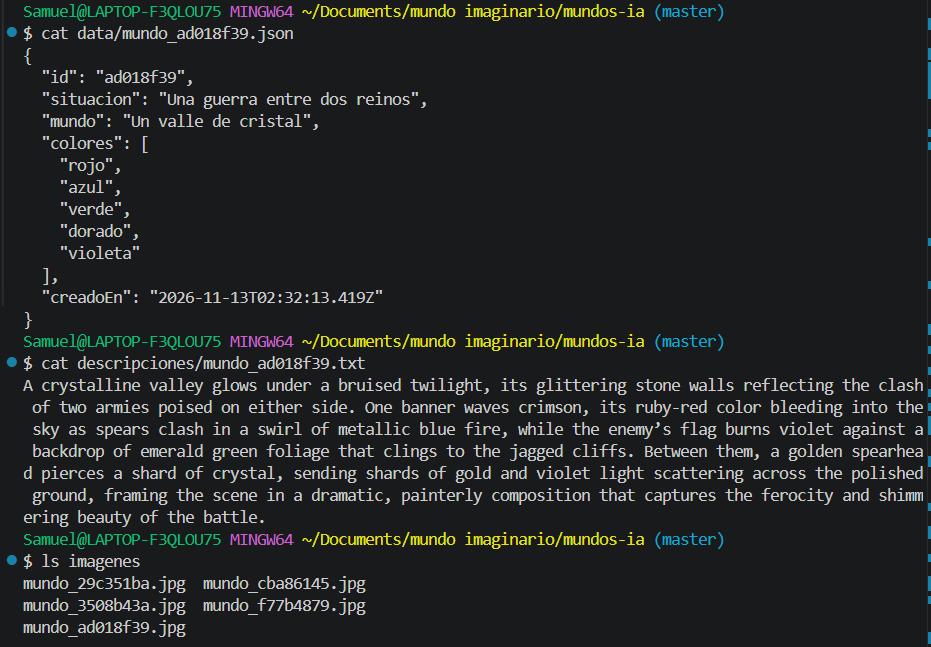 Samuel@LAPTOP-F3QLOU75 MINGW64 ~/Documents/mundo imaginario/mundos-ia (master)
$ cat data/mundo_ad018f39.json
{
  "id": "ad018f39",
  "situacion": "Una guerra entre dos reinos",
  "mundo": "Un valle de cristal",
  "colores": [
    "rojo",
    "azul",
    "verde",
    "dorado",
    "violeta"
  ],
  "creadoEn": "2026-11-13T02:32:13.419Z"
}
Samuel@LAPTOP-F3QLOU75 MINGW64 ~/Documents/mundo imaginario/mundos-ia (master)
$ cat descripciones/mundo_ad018f39.txt
A crystalline valley glows under a bruised twilight, its glittering stone walls reflecting the clash
 of two armies poised on either side. One banner waves crimson, its ruby-red color bleeding into the
 sky as spears clash in a swirl of metallic blue fire, while the enemy’s flag burns violet against a
 backdrop of emerald green foliage that clings to the jagged cliffs. Between them, a golden spearhea
d pierces a shard of crystal, sending shards of gold and violet light scattering across the polished
 ground, framing the scene in a dramatic, painterly composition that captures the ferocity and shimm
ering beauty of the battle.
Samuel@LAPTOP-F3QLOU75 MINGW64 ~/Documents/mundo imaginario/mundos-ia (master)
$ ls imagenes
mundo_29c351ba.jpg  mundo_cba86145.jpg
mundo_3508b43a.jpg  mundo_f77b4879.jpg
mundo_ad018f39.jpg